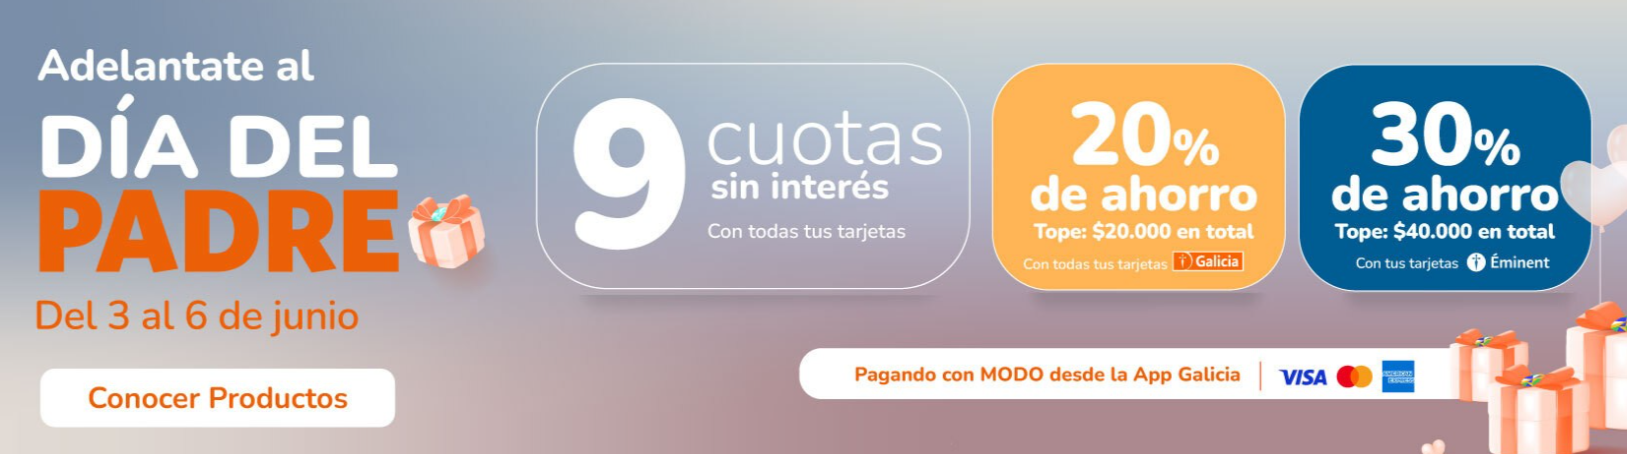 Adelantate al
DÍA DEL
PADRE
Del 3 al 6 de junio
Conocer Productos
9 cuotas
sin interés
Con todas tus tarjetas
20%
de ahorro
Tope: $20.000 en total
Con todas tus tarjetas Galicia
30%
de ahorro
Tope: $40.000 en total
Con tus tarjetas Éminent
Pagando con MODO desde la App Galicia
VISA
AMERICAN
EXPRESS